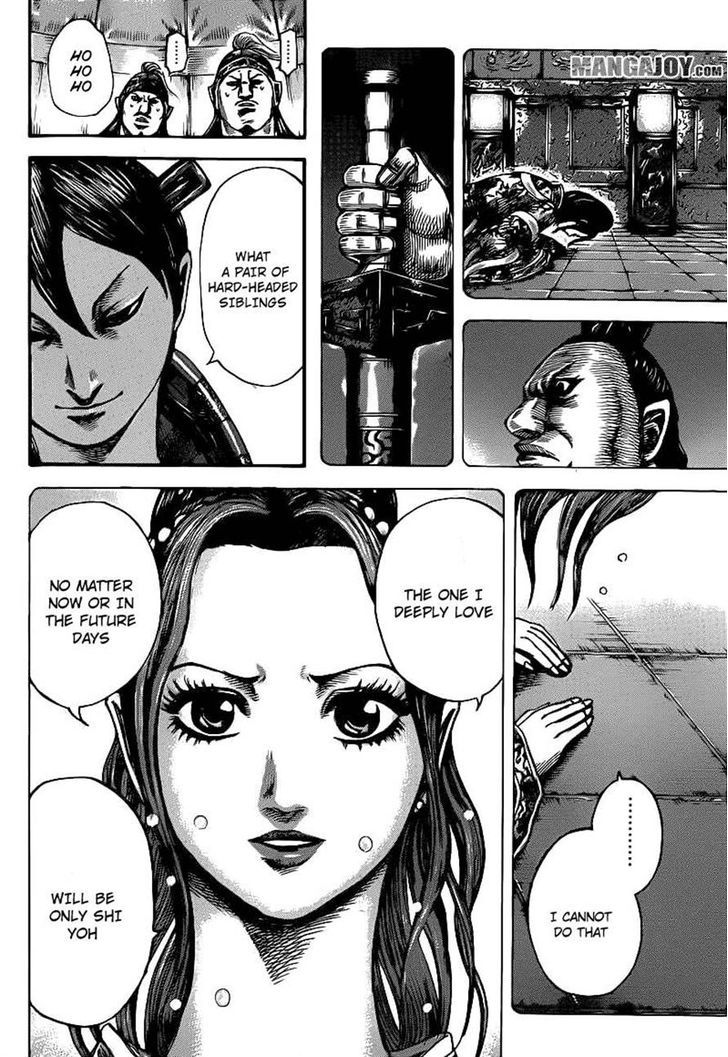 MANGAJOY.COM
HO
HO
HO
......
......
WHAT
A PAIR OF
HARD-HEADED
SIBLINGS
.........
I CANNOT
DO THAT
THE ONE I
DEEPLY LOVE
NO MATTER
NOW OR IN
THE FUTURE
DAYS
WILL BE
ONLY SHI
YOH